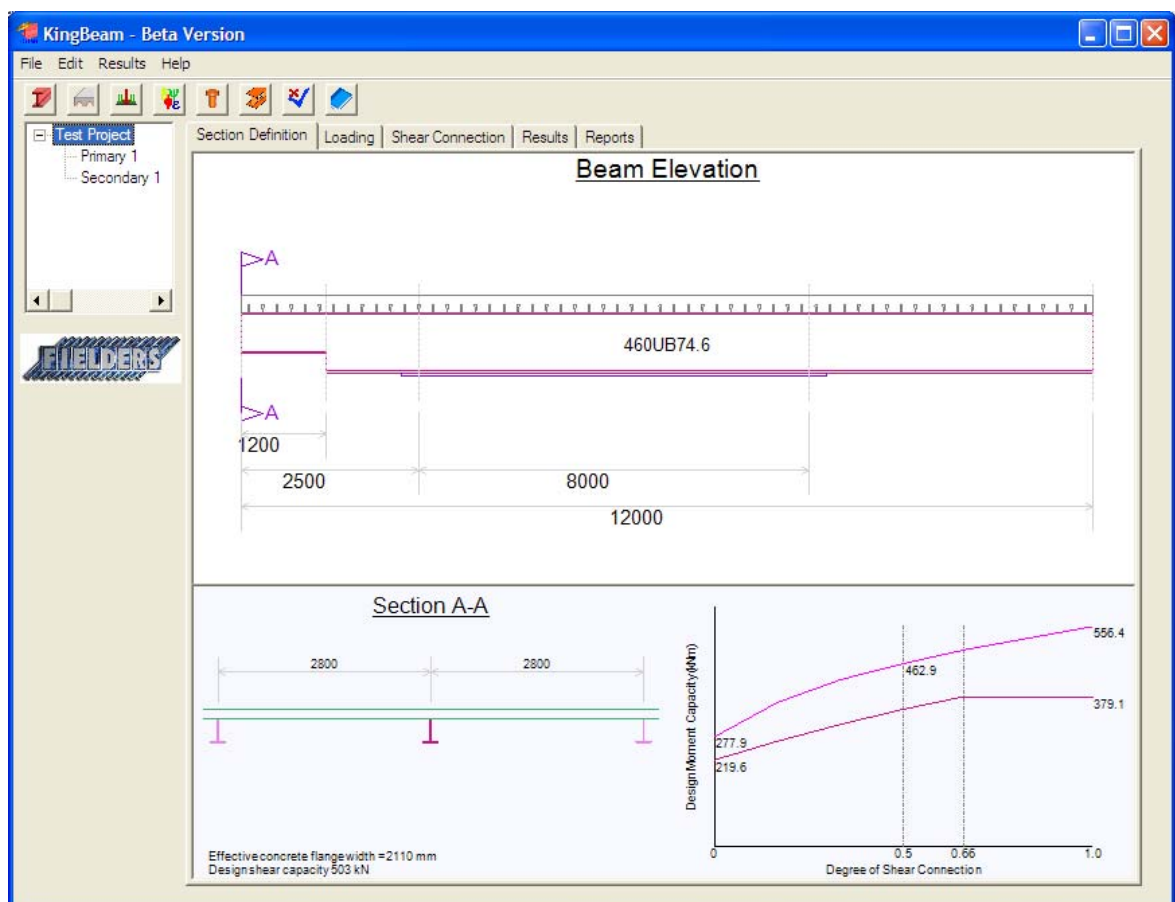 KingBeam - Beta Version
File Edit Results Help
Test Project
Primary 1
Secondary 1
FIELDERS
Section Definition Loading Shear Connection Results Reports
Beam Elevation
A
460UB74.6
A
1200
2500 8000
12000
Section A-A
2800 2800
Effective concrete flange width =2110 mm
Design shear capacity 503 kN
Design Moment Capacity(kNm)
556.4
462.9
379.1
277.9
219.6
0 0.5 0.66 1.0
Degree of Shear Connection